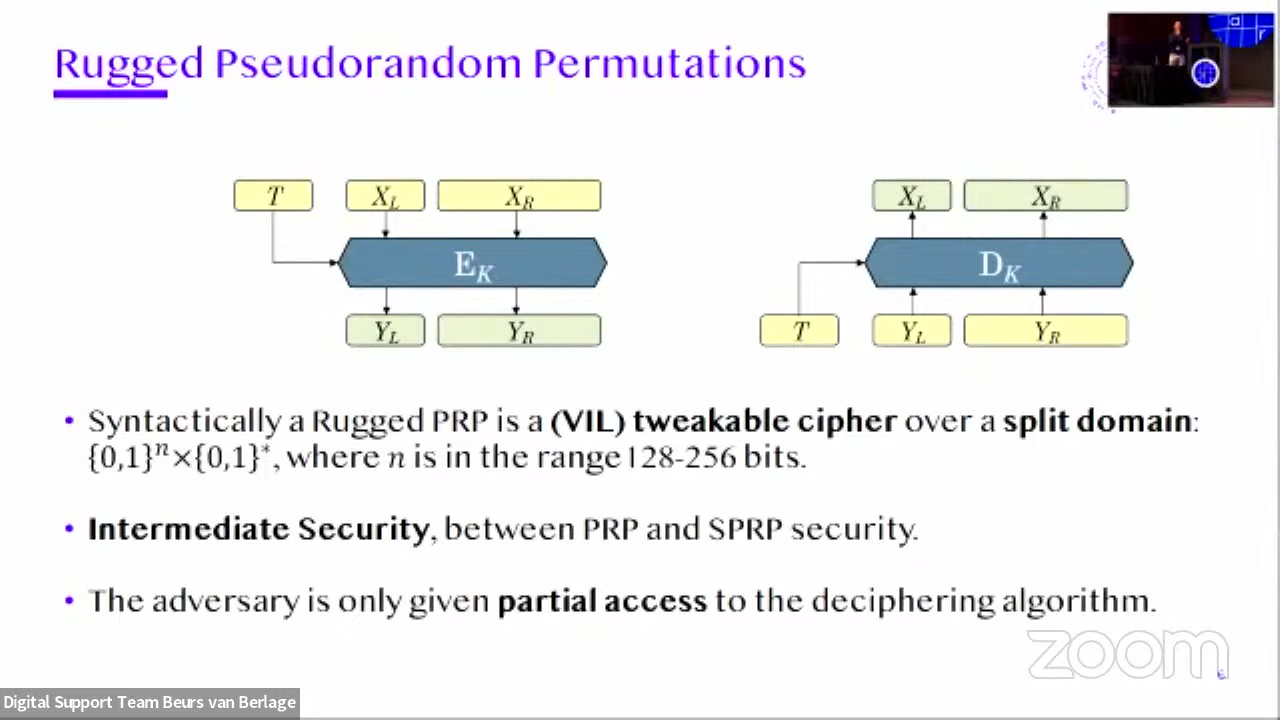 Rugged Pseudorandom Permutations
T X_L X_R
E_K
Y_L Y_R
X_L X_R
D_K
T Y_L Y_R
• Syntactically a Rugged PRP is a (VIL) tweakable cipher over a split domain:
{0,1}ⁿ×{0,1}*, where n is in the range 128-256 bits.
• Intermediate Security, between PRP and SPRP security.
• The adversary is only given partial access to the deciphering algorithm.
zoom
Digital Support Team Beurs van Berlage